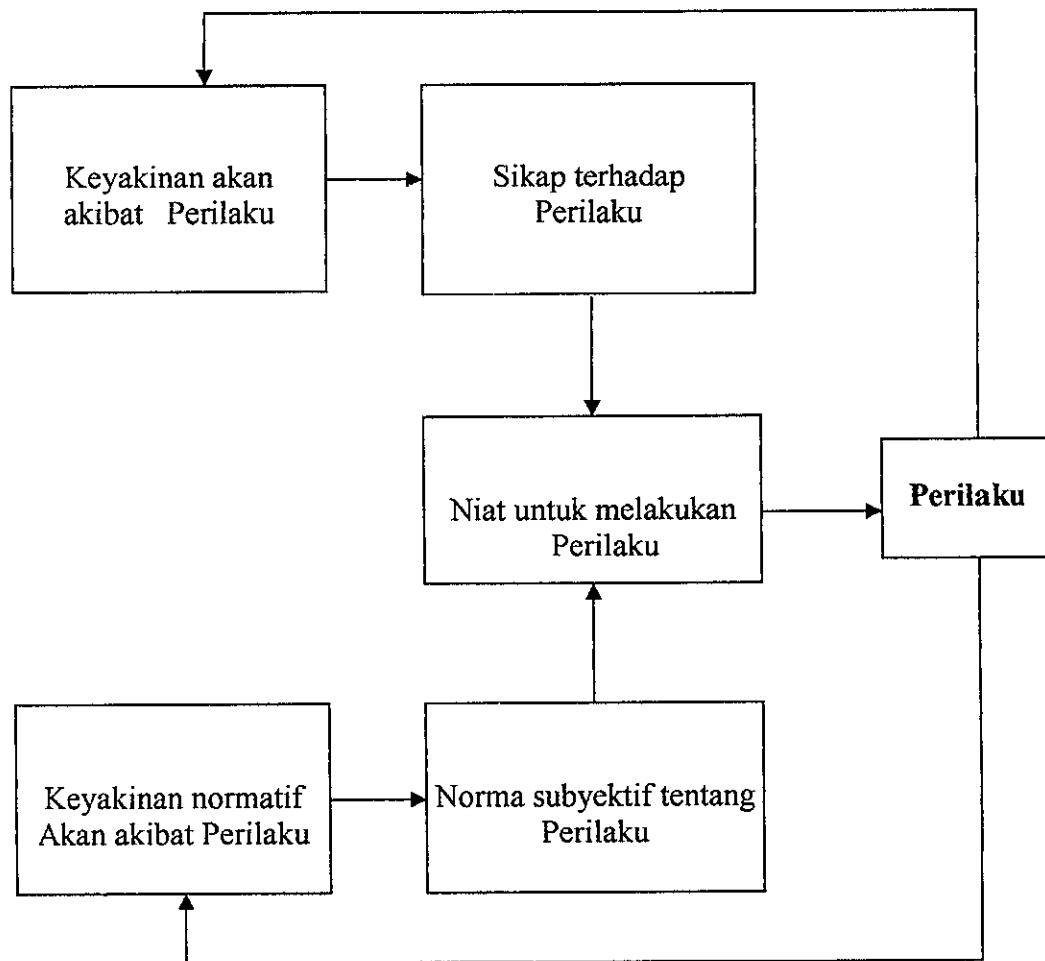 Keyakinan akan
akibat Perilaku
Sikap terhadap
Perilaku
Niat untuk melakukan
Perilaku
Perilaku
Keyakinan normatif
Akan akibat Perilaku
Norma subyektif tentang
Perilaku